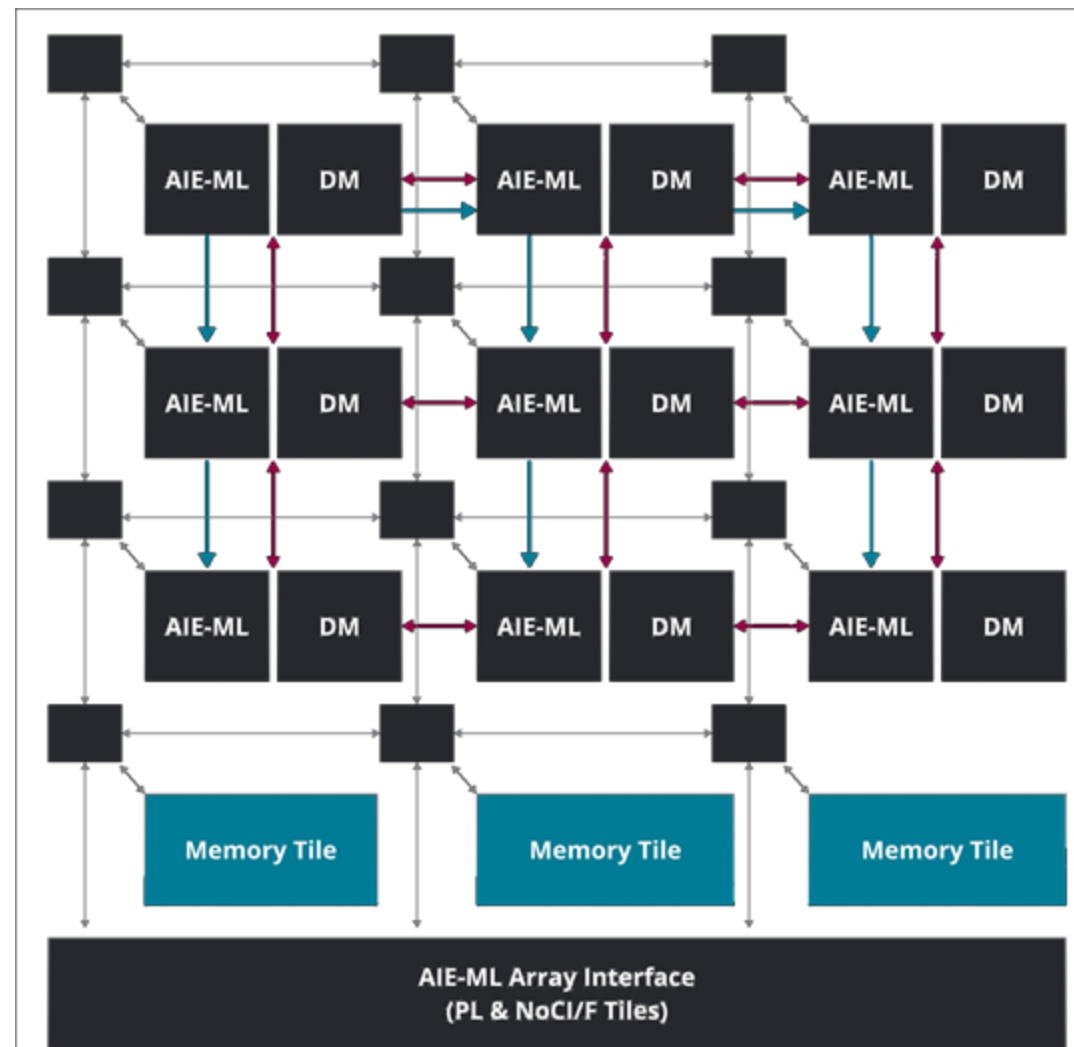 AIE-ML DM AIE-ML DM AIE-ML DM
AIE-ML DM AIE-ML DM AIE-ML DM
AIE-ML DM AIE-ML DM AIE-ML DM
Memory Tile Memory Tile Memory Tile
AIE-ML Array Interface
(PL & NoCI/F Tiles)